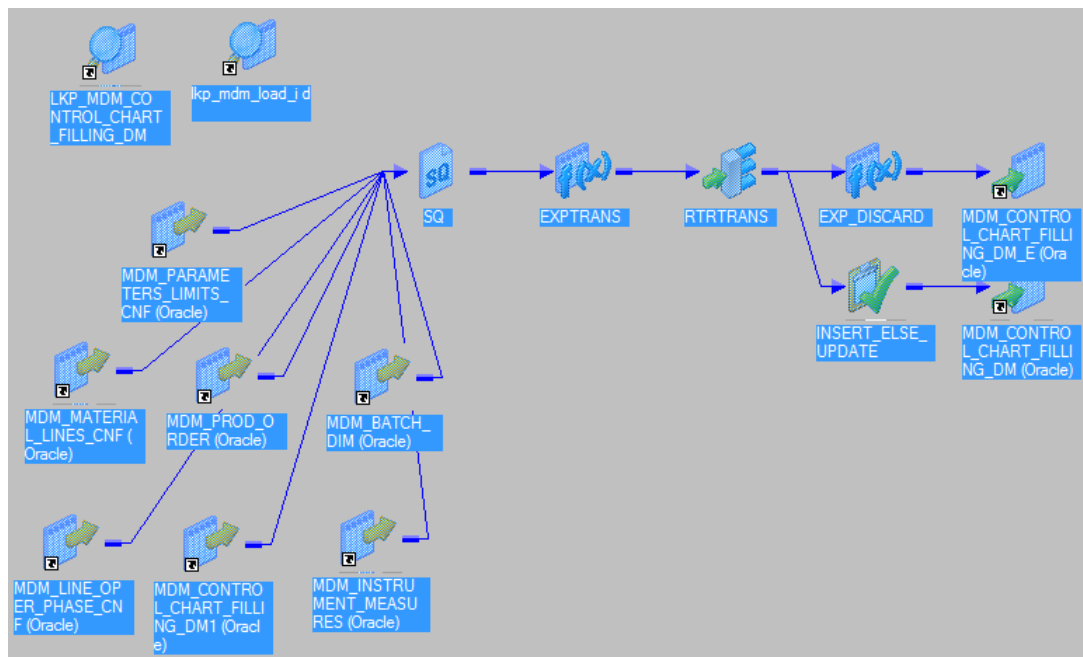 LKP_MDM_CO
NTROL_CHART
_FILLING_DM
lkp_mdm_load_i d
SQ
SQ
f(x)
EXPTRANS
RTRTRANS
f(x)
EXP_DISCARD
MDM_CONTRO
L_CHART_FILLI
NG_DM_E (Ora
cle)
INSERT_ELSE_
UPDATE
MDM_CONTRO
L_CHART_FILLI
NG_DM (Oracle)
MDM_PARAME
TERS_LIMITS_
CNF (Oracle)
MDM_MATERIA
L_LINES_CNF (
Oracle)
MDM_PROD_O
RDER (Oracle)
MDM_BATCH_
DIM (Oracle)
MDM_LINE_OP
ER_PHASE_CN
F (Oracle)
MDM_CONTRO
L_CHART_FILLI
NG_DM1 (Oracl
e)
MDM_INSTRU
MENT_MEASU
RES (Oracle)